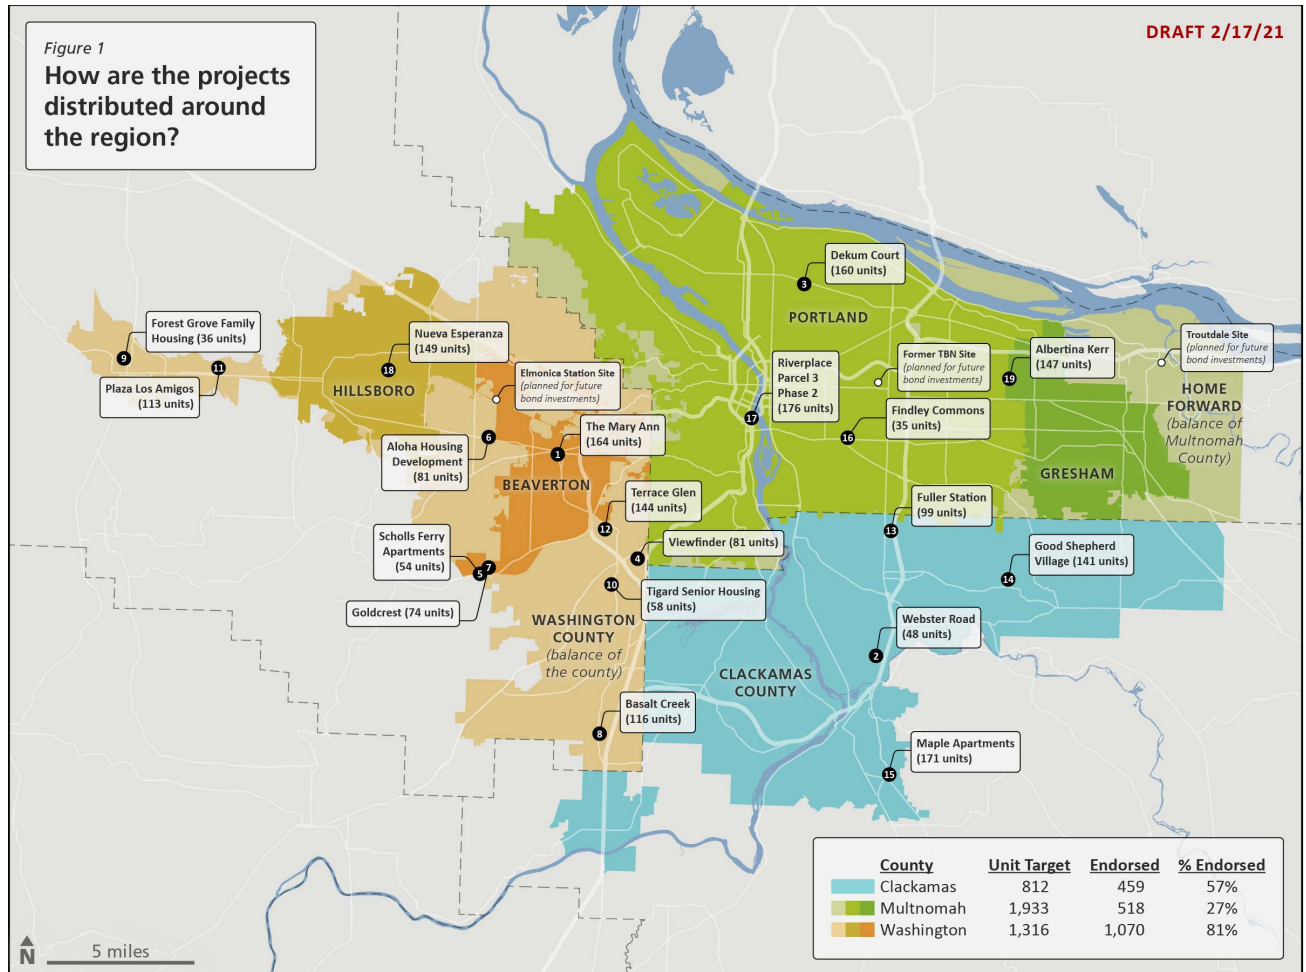 DRAFT 2/17/21
Figure 1
How are the projects
distributed around
the region?
Dekum Court
(160 units)
3
PORTLAND
Forest Grove Family
Housing (36 units)
9
11
Plaza Los Amigos
(113 units)
Nueva Esperanza
(149 units)
18
HILLSBORO
Elmonica Station Site
(planned for future
bond investments)
Riverplace
Parcel 3
Phase 2
(176 units)
17
Former TBN Site
(planned for future
bond investments)
Albertina Kerr
(147 units)
19
Troutdale Site
(planned for future
bond investments)
HOME
FORWARD
(balance of
Multnomah
County)
Findley Commons
(35 units)
16
GRESHAM
Aloha Housing
Development
(81 units)
6
The Mary Ann
(164 units)
1
BEAVERTON
Terrace Glen
(144 units)
12
Fuller Station
(99 units)
13
Scholls Ferry
Apartments
(54 units)
5
7
Goldcrest (74 units)
Viewfinder (81 units)
4
Good Shepherd
Village (141 units)
14
10
Tigard Senior Housing
(58 units)
WASHINGTON
COUNTY
(balance of
the county)
Webster Road
(48 units)
2
CLACKAMAS
COUNTY
Basalt Creek
(116 units)
8
Maple Apartments
(171 units)
15
County Unit Target Endorsed % Endorsed
Clackamas 812 459 57%
Multnomah 1,933 518 27%
Washington 1,316 1,070 81%
N
5 miles